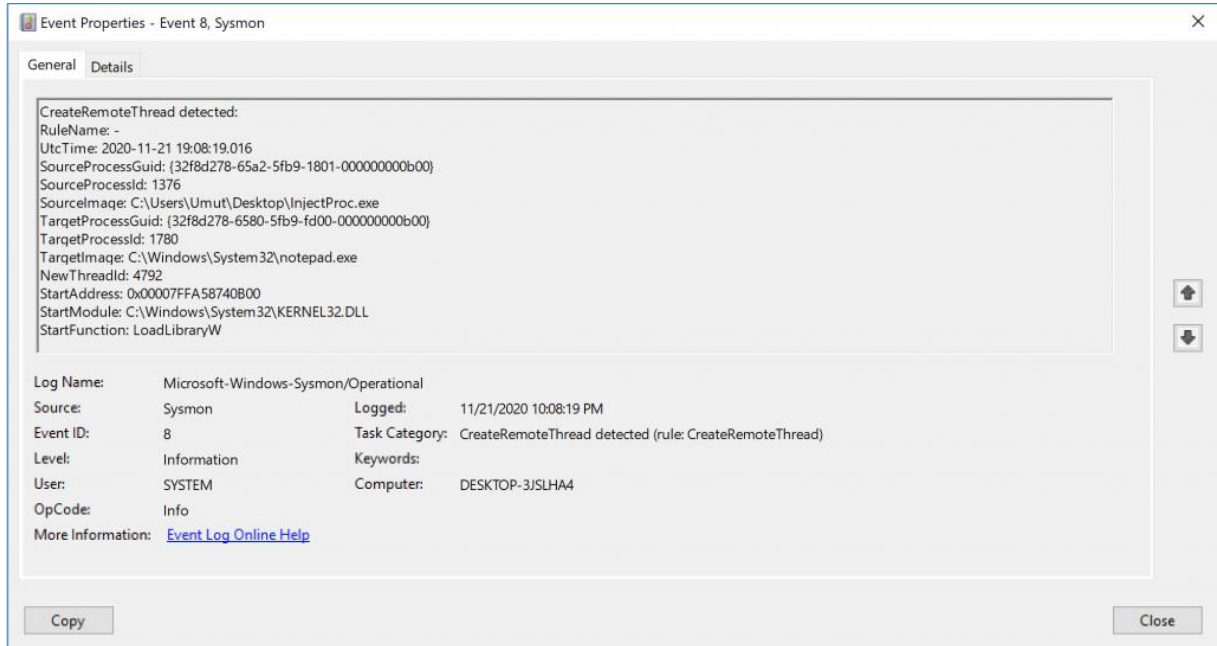 Event Properties - Event 8, Sysmon
General Details
CreateRemoteThread detected:
RuleName: -
UtcTime: 2020-11-21 19:08:19.016
SourceProcessGuid: {32f8d278-65a2-5fb9-1801-000000000b00}
SourceProcessId: 1376
SourceImage: C:\Users\Umut\Desktop\InjectProc.exe
TargetProcessGuid: {32f8d278-6580-5fb9-fd00-000000000b00}
TargetProcessId: 1780
TargetImage: C:\Windows\System32\notepad.exe
NewThreadId: 4792
StartAddress: 0x00007FFA58740B00
StartModule: C:\Windows\System32\KERNEL32.DLL
StartFunction: LoadLibraryW
Log Name: Microsoft-Windows-Sysmon/Operational
Source: Sysmon Logged: 11/21/2020 10:08:19 PM
Event ID: 8 Task Category: CreateRemoteThread detected (rule: CreateRemoteThread)
Level: Information Keywords:
User: SYSTEM Computer: DESKTOP-3JSLHA4
OpCode: Info
More Information: Event Log Online Help
Copy Close